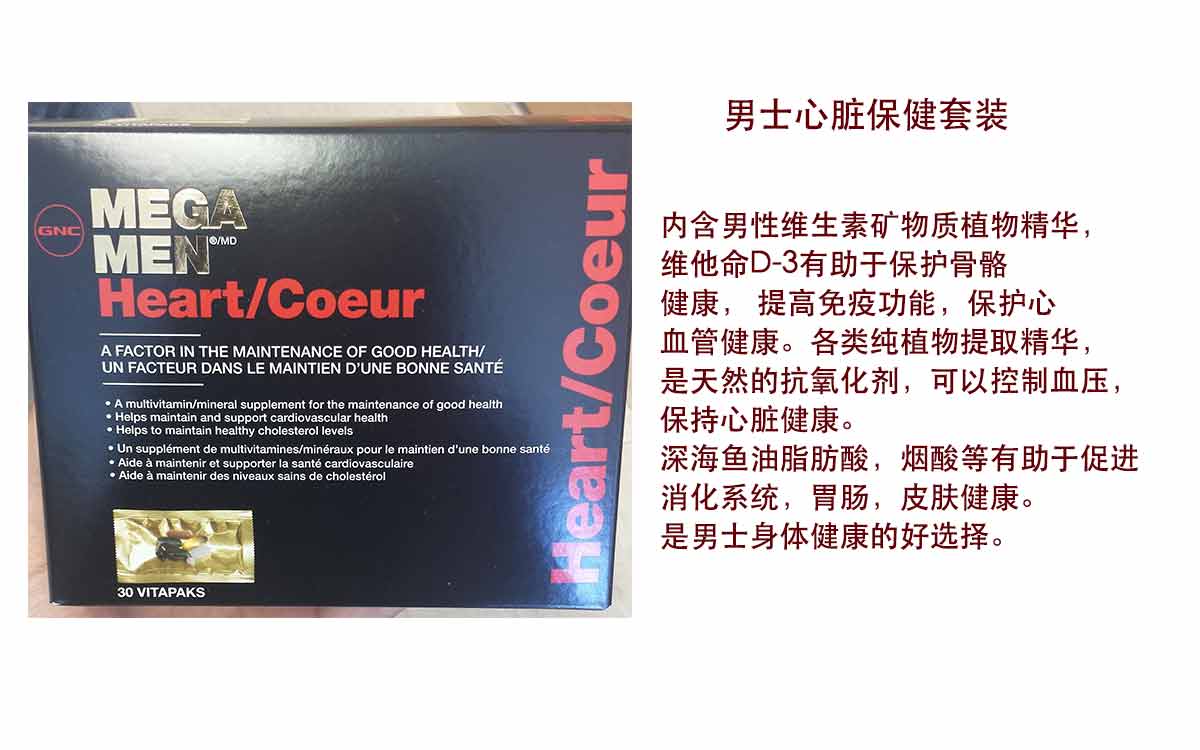 男士心脏保健套装
GNC
MEGA
MEN®/MD
Heart/Coeur
A FACTOR IN THE MAINTENANCE OF GOOD HEALTH/
UN FACTEUR DANS LE MAINTIEN D'UNE BONNE SANTÉ
• A multivitamin/mineral supplement for the maintenance of good health
• Helps maintain and support cardiovascular health
• Helps to maintain healthy cholesterol levels
• Un supplément de multivitamines/minéraux pour le maintien d'une bonne santé
• Aide à maintenir et supporter la santé cardiovasculaire
• Aide à maintenir des niveaux sains de cholestérol
30 VITAPAKS
Heart/Coeur
内含男性维生素矿物质植物精华，
维他命D-3有助于保护骨骼
健康， 提高免疫功能，保护心
血管健康。各类纯植物提取精华，
是天然的抗氧化剂，可以控制血压，
保持心脏健康。
深海鱼油脂肪酸，烟酸等有助于促进
消化系统，胃肠，皮肤健康。
是男士身体健康的好选择。